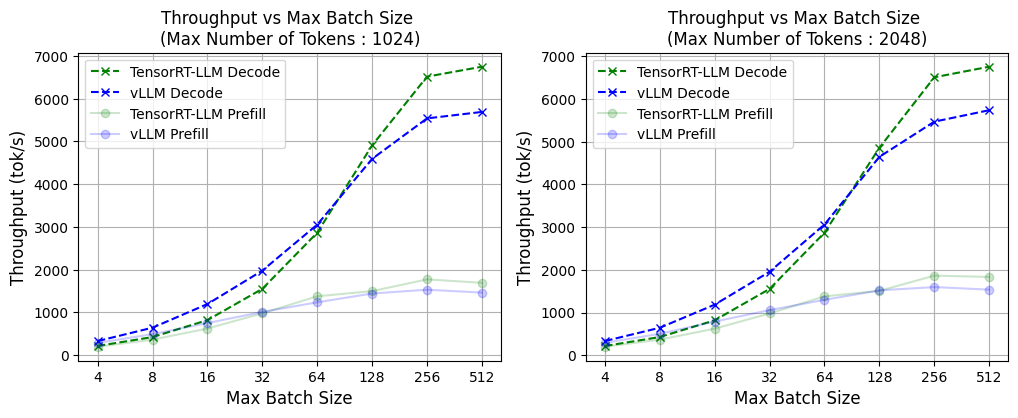 Throughput vs Max Batch Size
(Max Number of Tokens : 1024)
7000
6000
5000
4000
3000
2000
1000
0
Throughput (tok/s)
TensorRT-LLM Decode
vLLM Decode
TensorRT-LLM Prefill
vLLM Prefill
4 8 16 32 64 128 256 512
Max Batch Size
Throughput vs Max Batch Size
(Max Number of Tokens : 2048)
7000
6000
5000
4000
3000
2000
1000
0
Throughput (tok/s)
TensorRT-LLM Decode
vLLM Decode
TensorRT-LLM Prefill
vLLM Prefill
4 8 16 32 64 128 256 512
Max Batch Size